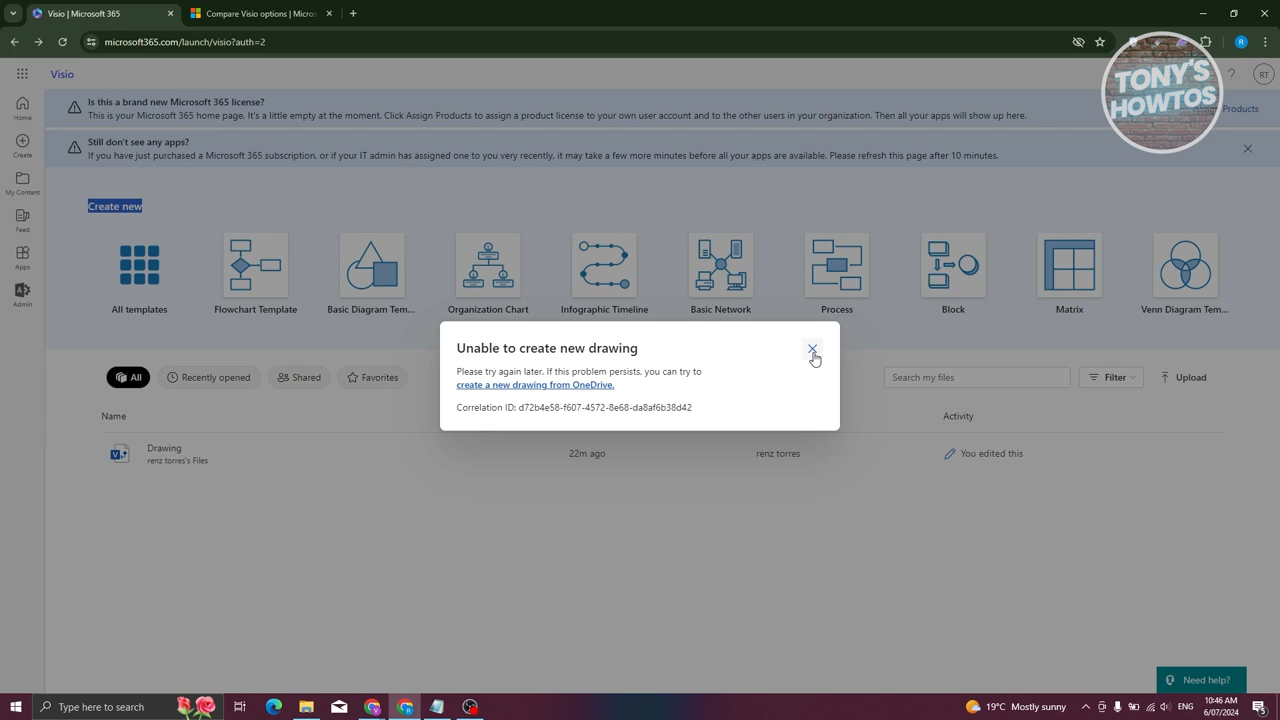 Visio | Microsoft 365
Compare Visio options | Micros
microsoft365.com/launch/visio?auth=2
R
Visio
RT
TONY'S
HOWTOS
Home
Create
My Content
Feed
Apps
Admin
Is this a brand new Microsoft 365 license?
This is your Microsoft 365 home page. It's a little empty at the moment. Click Assign Products to assign a product license to your own user account and to the other users in your organization. Then all your apps will show up here.
Products
Still don't see any apps?
If you have just purchased a Microsoft 365 subscription, or if your IT admin has assigned one to you very recently, it may take a few more minutes before all your apps are available. Please refresh this page after 10 minutes.
Create new
All templates
Flowchart Template
Basic Diagram Tem...
Organization Chart
Infographic Timeline
Basic Network
Process
Block
Matrix
Venn Diagram Tem...
Unable to create new drawing
Please try again later. If this problem persists, you can try to
create a new drawing from OneDrive.
Correlation ID: d72b4e58-f607-4572-8e68-da8af6b38d42
All
Recently opened
Shared
Favorites
Search my files
Filter
Upload
Name
Activity
Drawing
renz torres's Files
22m ago
renz torres
You edited this
Need help?
Type here to search
19°C Mostly sunny
ENG
10:46 AM
6/07/2024